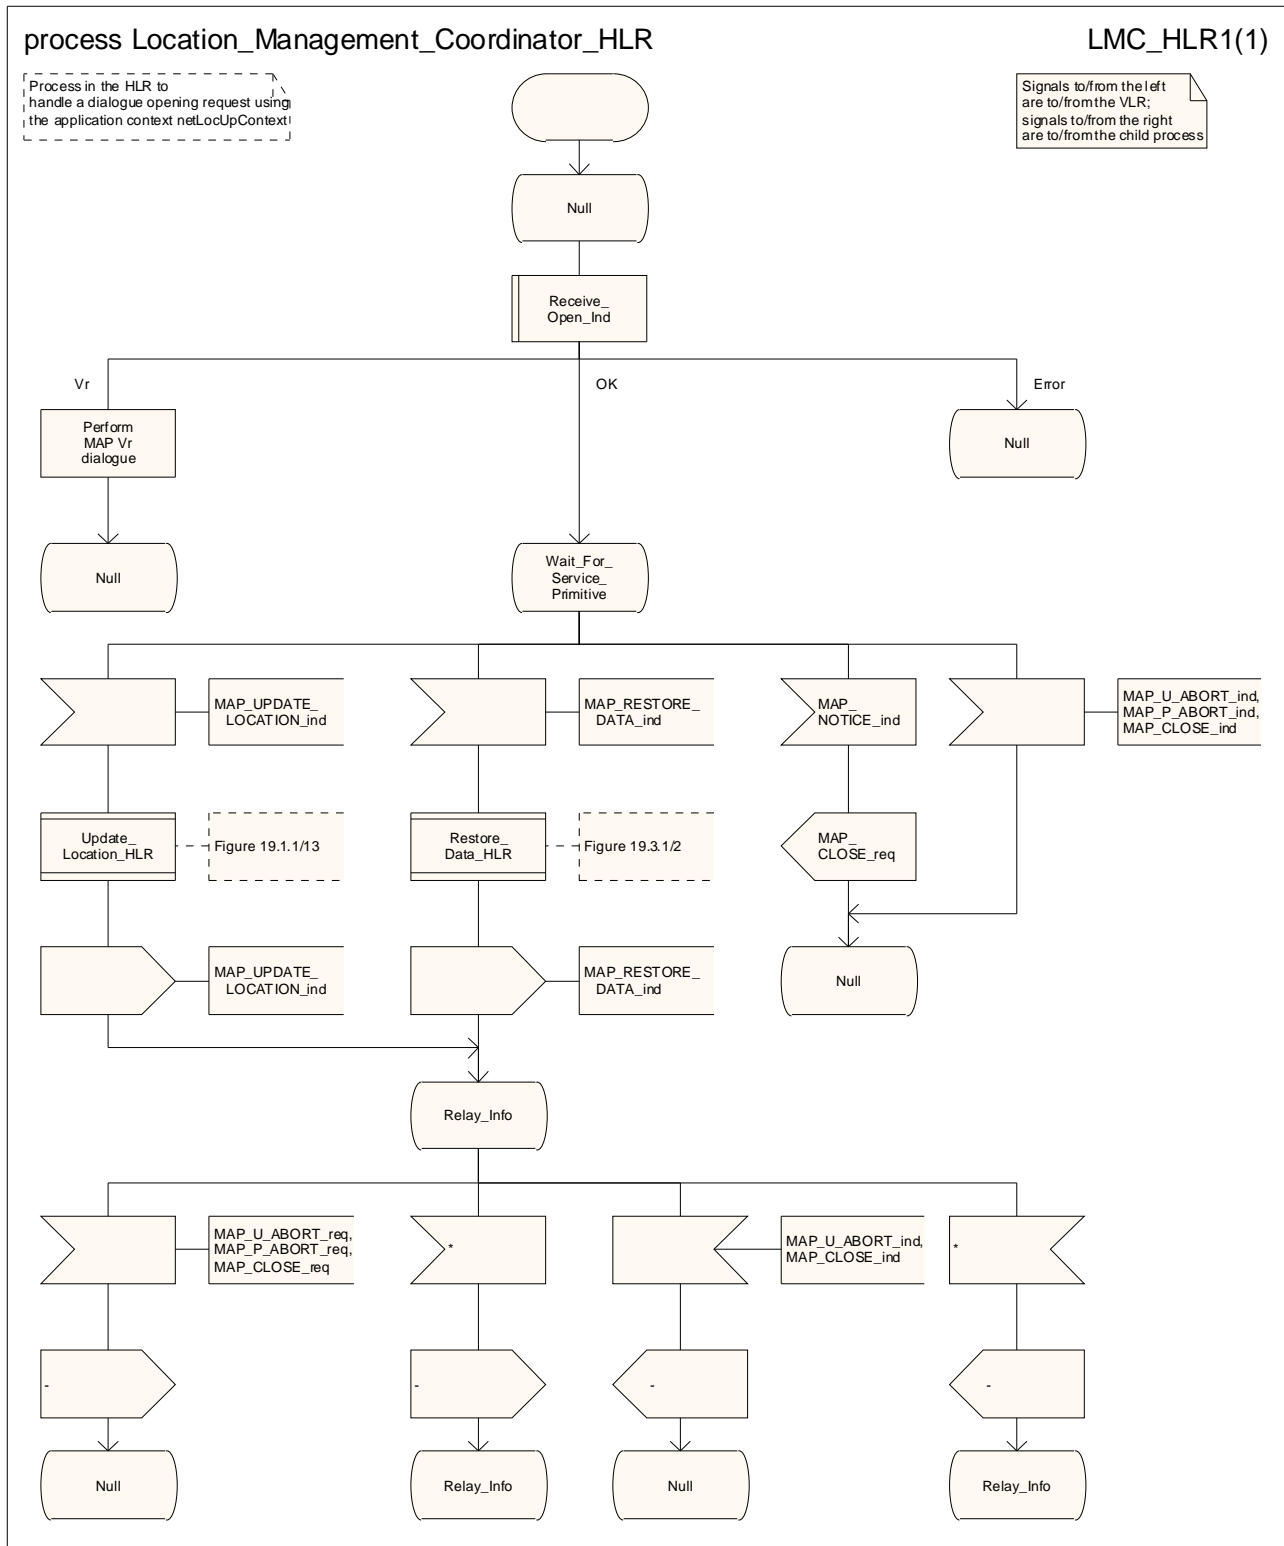 process Location_Management_Coordinator_HLR
LMC_HLR1(1)
Process in the HLR to
handle a dialogue opening request using
the application context netLocUpContext
Signals to/from the left
are to/from the VLR;
signals to/from the right
are to/from the child process
Null
Receive_
Open_Ind
Vr
OK
Error
Perform
MAP Vr
dialogue
Null
Null
Wait_For_
Service_
Primitive
MAP_UPDATE_
LOCATION_ind
MAP_RESTORE_
DATA_ind
MAP_
NOTICE_ind
MAP_U_ABORT_ind,
MAP_P_ABORT_ind,
MAP_CLOSE_ind
Update_
Location_HLR
Figure 19.1.1/13
Restore_
Data_HLR
Figure 19.3.1/2
MAP_
CLOSE_req
MAP_UPDATE_
LOCATION_ind
MAP_RESTORE_
DATA_ind
Null
Relay_Info
MAP_U_ABORT_req,
MAP_P_ABORT_req,
MAP_CLOSE_req
*
MAP_U_ABORT_ind,
MAP_CLOSE_ind
*
-
-
-
-
Null
Relay_Info
Null
Relay_Info